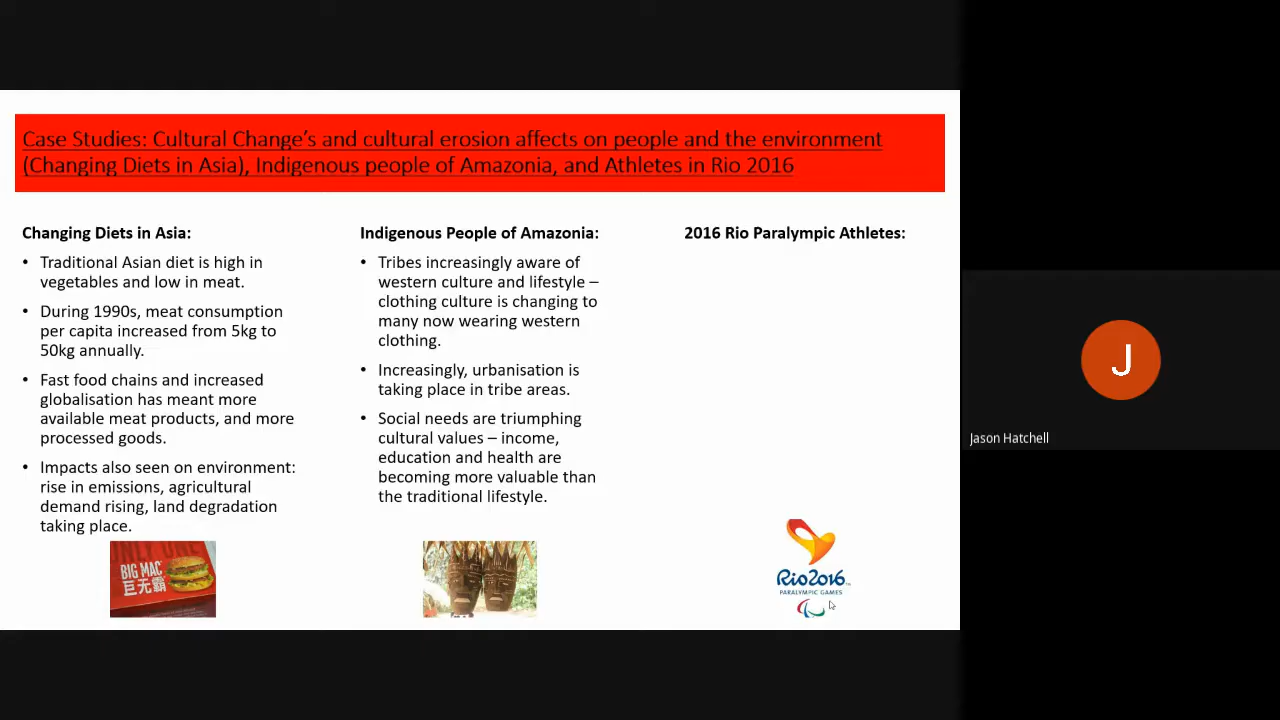 Case Studies: Cultural Change's and cultural erosion affects on people and the environment
(Changing Diets in Asia), Indigenous people of Amazonia, and Athletes in Rio 2016
Changing Diets in Asia:
• Traditional Asian diet is high in
vegetables and low in meat.
• During 1990s, meat consumption
per capita increased from 5kg to
50kg annually.
• Fast food chains and increased
globalisation has meant more
available meat products, and more
processed goods.
• Impacts also seen on environment:
rise in emissions, agricultural
demand rising, land degradation
taking place.
BIG MAC
巨无霸
Indigenous People of Amazonia:
• Tribes increasingly aware of
western culture and lifestyle –
clothing culture is changing to
many now wearing western
clothing.
• Increasingly, urbanisation is
taking place in tribe areas.
• Social needs are triumphing
cultural values – income,
education and health are
becoming more valuable than
the traditional lifestyle.
2016 Rio Paralympic Athletes:
Rio2016
PARALYMPIC GAMES
J
Jason Hatchell